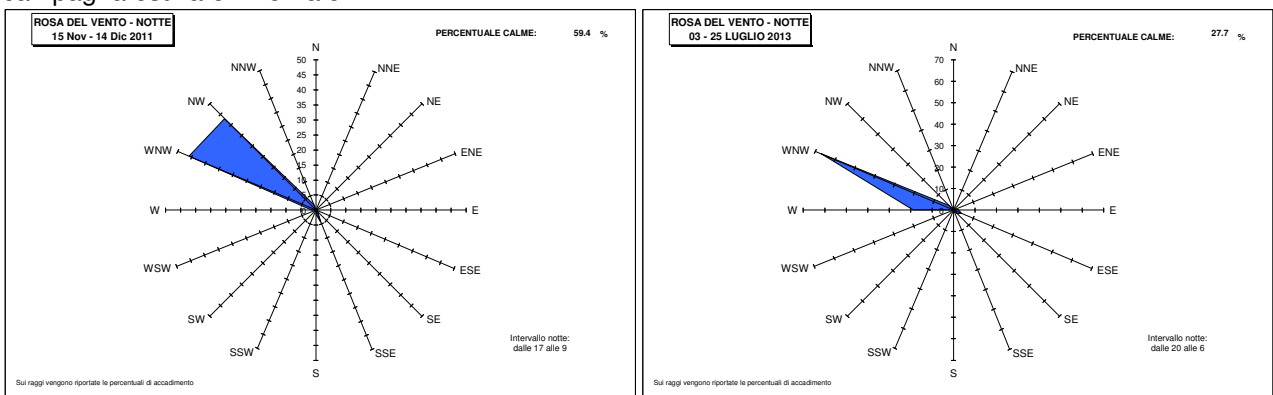 ROSA DEL VENTO - NOTTE
15 Nov - 14 Dic 2011
PERCENTUALE CALME: 59.4 %
N
NNE
NE
ENE
E
ESE
SE
SSE
S
SSW
SW
WSW
W
WNW
NW
NNW
50
45
40
35
30
25
20
15
10
5
0
Intervallo notte:
dalle 17 alle 9
Sui raggi vengono riportate le percentuali di accadimento
ROSA DEL VENTO - NOTTE
03 - 25 LUGLIO 2013
PERCENTUALE CALME: 27.7 %
N
NNE
NE
ENE
E
ESE
SE
SSE
S
SSW
SW
WSW
W
WNW
NW
NNW
70
60
50
40
30
20
10
0
Intervallo notte:
dalle 20 alle 6
Sui raggi vengono riportate le percentuali di accadimento